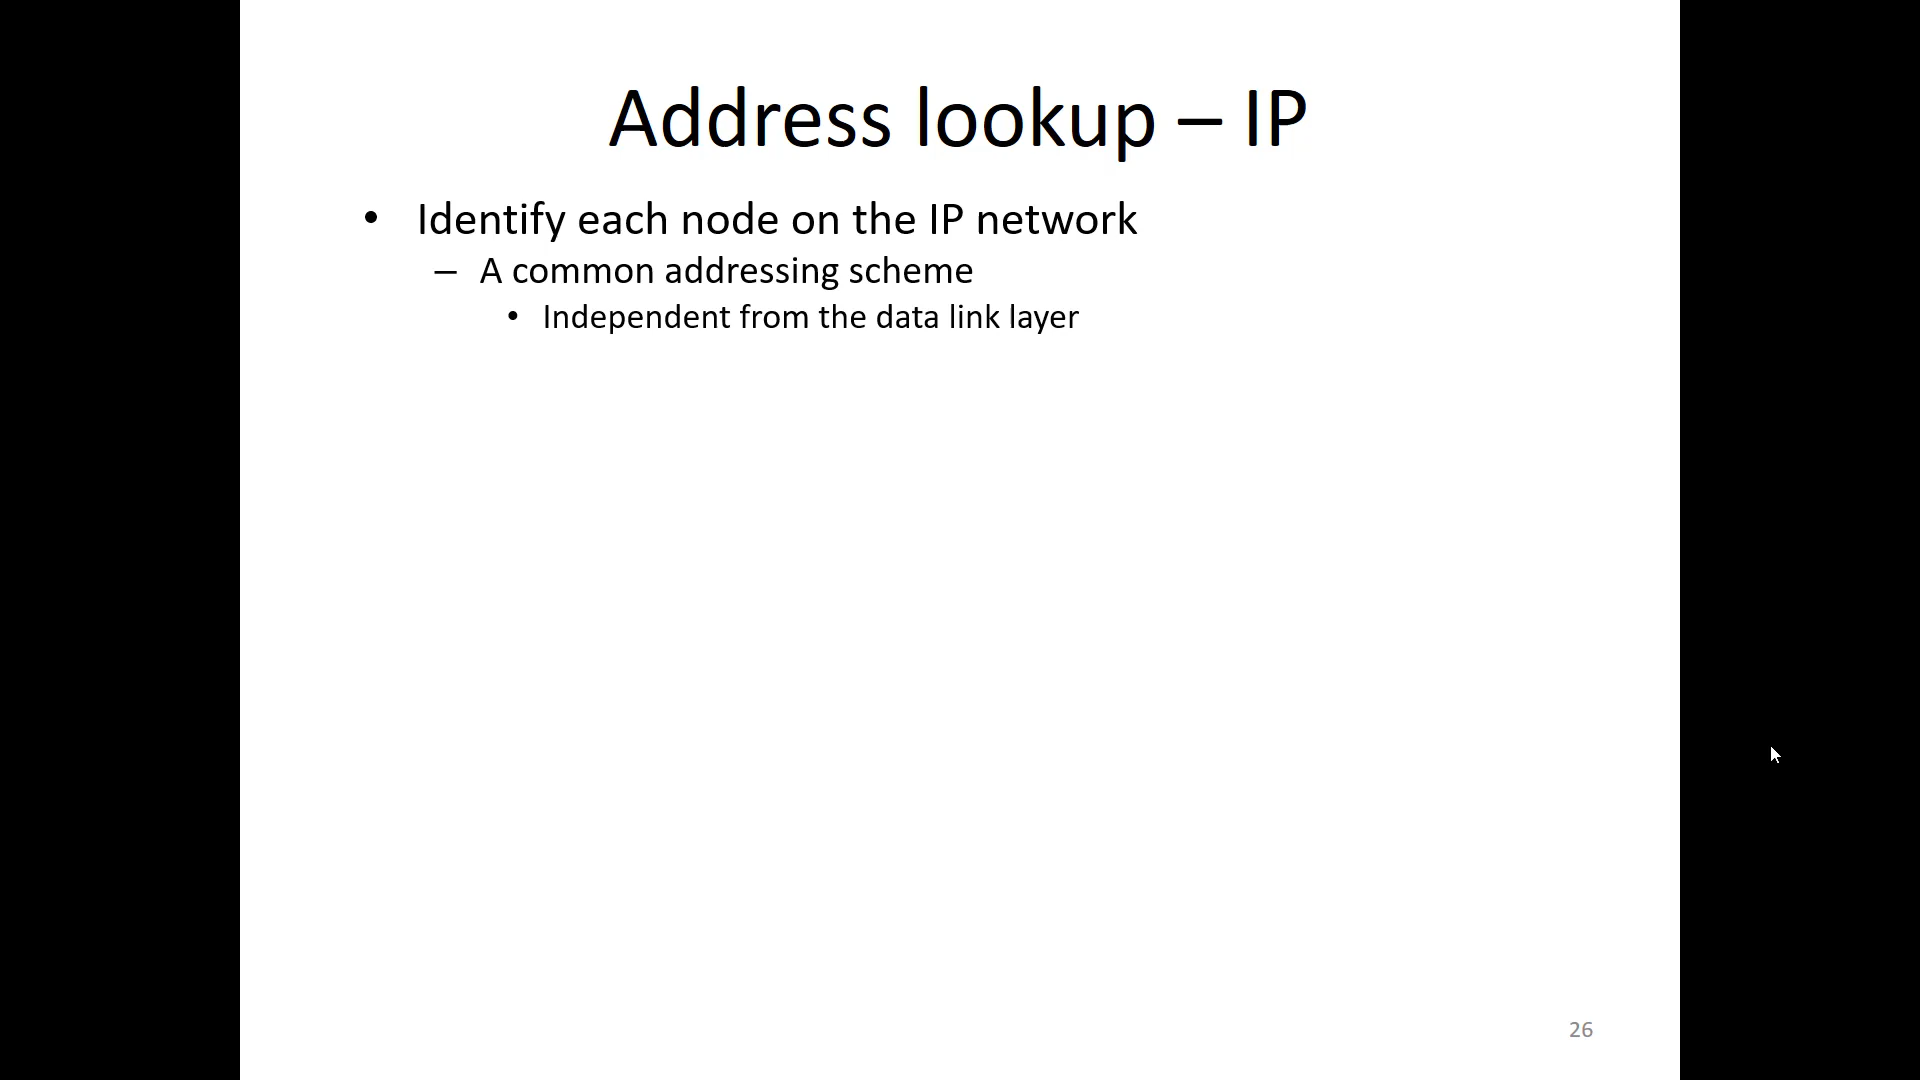 Address lookup – IP
• Identify each node on the IP network
– A common addressing scheme
• Independent from the data link layer
26